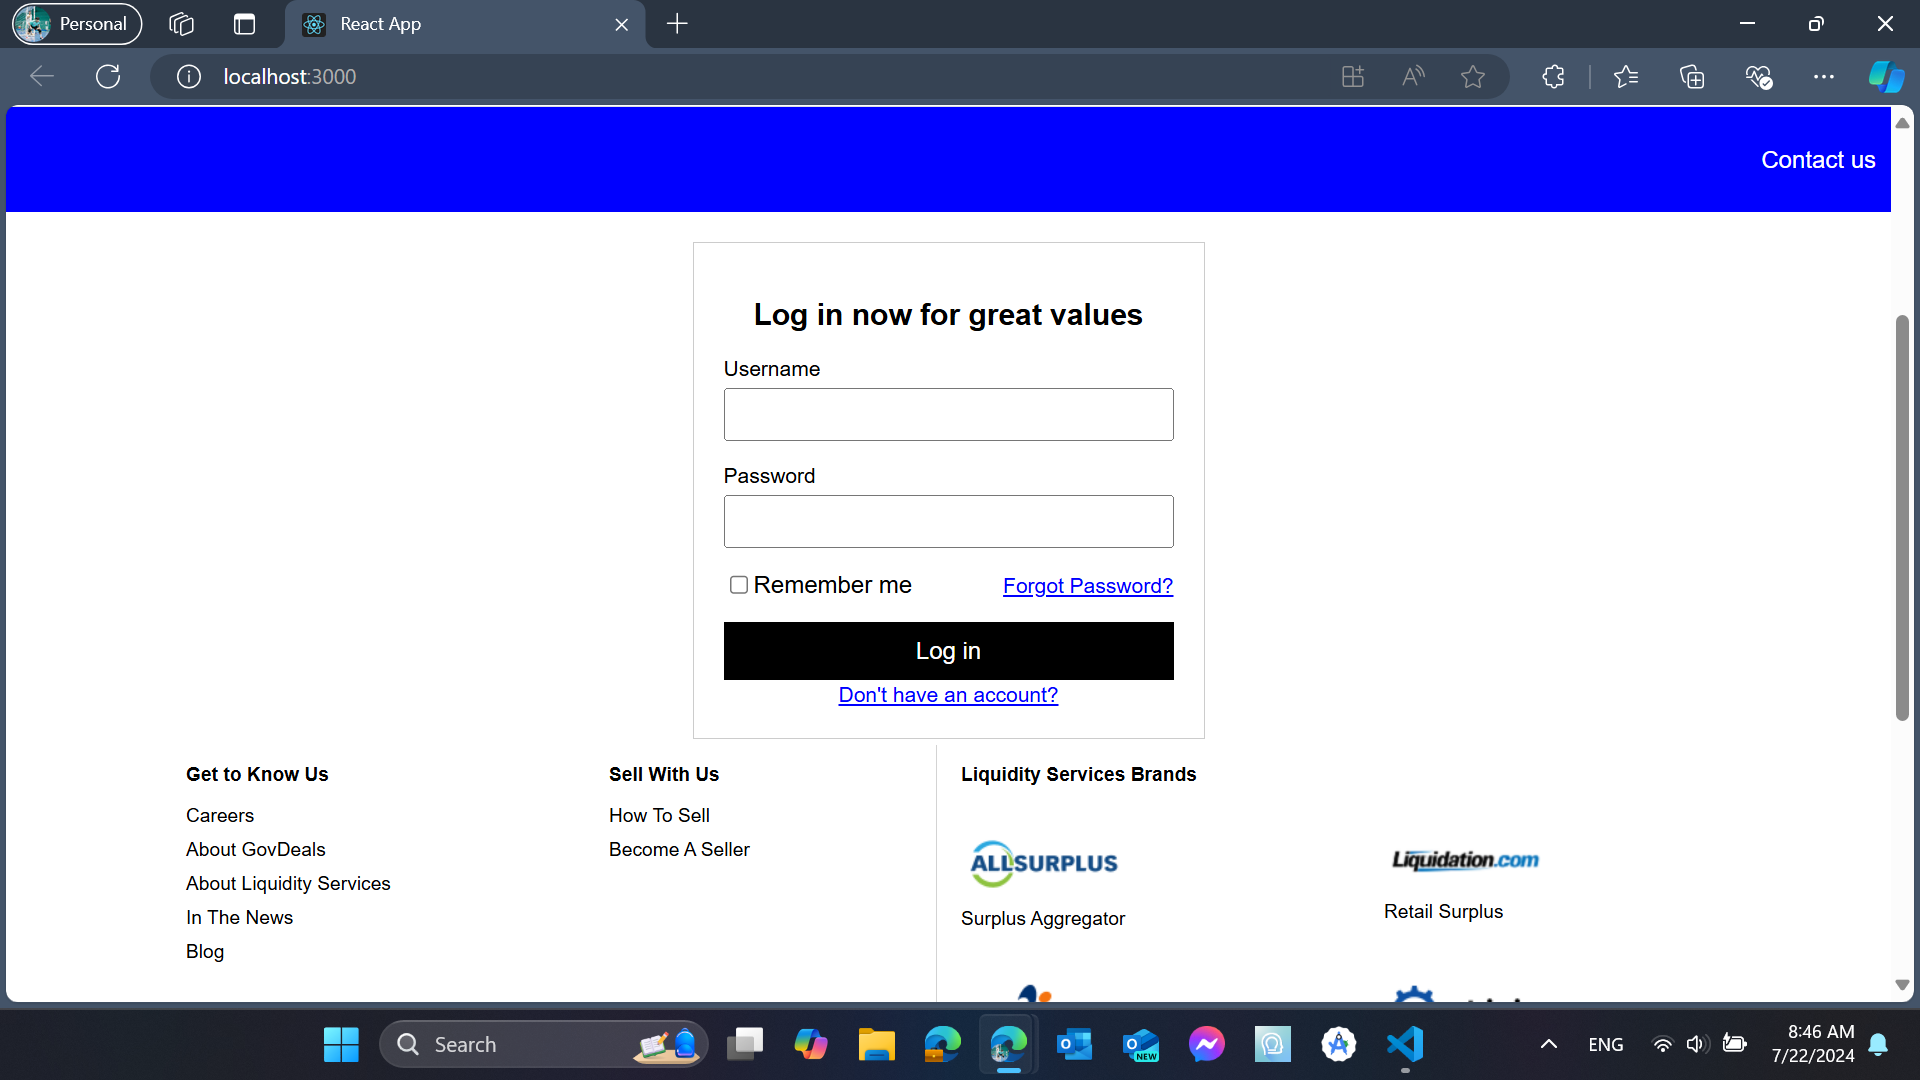 Personal
React App
localhost:3000
Contact us
Log in now for great values
Username
Password
Remember me
Forgot Password?
Log in
Don't have an account?
Get to Know Us
Careers
About GovDeals
About Liquidity Services
In The News
Blog
Sell With Us
How To Sell
Become A Seller
Liquidity Services Brands
ALLSURPLUS
Surplus Aggregator
Liquidation.com
Retail Surplus
Search
NEW
ENG
8:46 AM
7/22/2024